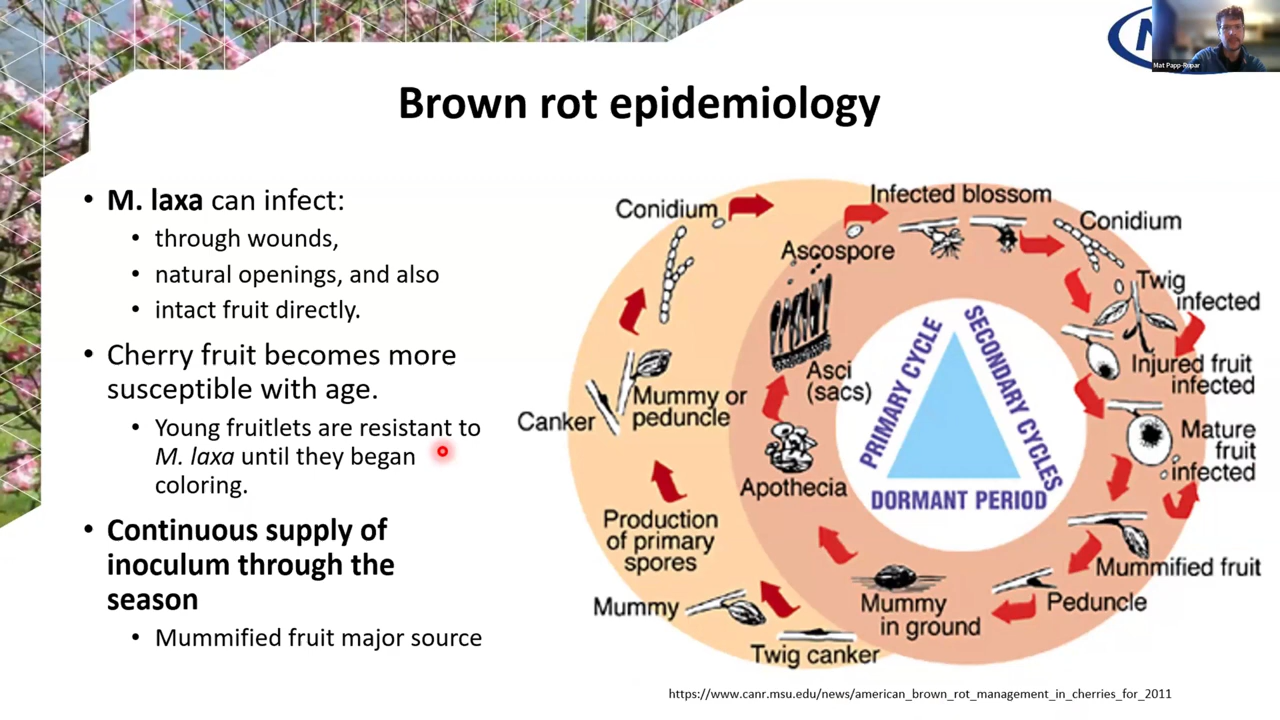 Mat Papp-Rupar
Brown rot epidemiology
• M. laxa can infect:
• through wounds,
• natural openings, and also
• intact fruit directly.
• Cherry fruit becomes more
susceptible with age.
• Young fruitlets are resistant to
M. laxa until they began
coloring.
• Continuous supply of
inoculum through the
season
• Mummified fruit major source
Conidium
Infected blossom
Conidium
Ascospore
Twig
infected
Asci
(sacs)
Injured fruit
infected
Canker
Mummy or
peduncle
PRIMARY CYCLE
SECONDARY CYCLES
DORMANT PERIOD
Mature
fruit
infected
Apothecia
Production
of primary
spores
Mummified fruit
Mummy
Mummy
in ground
Peduncle
Twig canker
https://www.canr.msu.edu/news/american_brown_rot_management_in_cherries_for_2011